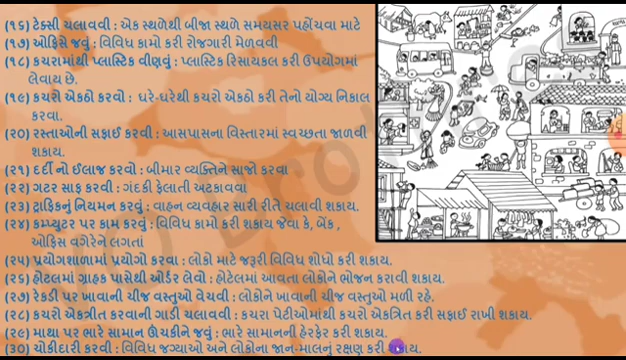 (૧૬) ટેક્સી ચલાવવી : એક સ્થળેથી બીજા સ્થળે સમયસર પહોંચવા માટે
(૧૭) ઓફિસે જવું : વિવિધ કામો કરી રોજગારી મેળવવી
(૧૮) કચરામાંથી પ્લાસ્ટિક વીણવું : પ્લાસ્ટિક રિસાયકલ કરી ઉપયોગમાં
લેવાય છે.
(૧૯) કચરો એકઠો કરવો : ઘરે-ઘરેથી કચરો એકઠો કરી તેનો યોગ્ય નિકાલ
કરવા.
(૨૦) રસ્તાઓની સફાઈ કરવી : આસપાસના વિસ્તારમાં સ્વચ્છતા જાળવી
શકાય.
(૨૧) દર્દી નો ઈલાજ કરવો : બીમાર વ્યક્તિને સાજો કરવા
(૨૨) ગટર સાફ કરવી : ગંદકી ફેલાતી અટકાવવા
(૨૩) ટ્રાફિકનું નિયમન કરવું : વાહન વ્યવહાર સારી રીતે ચલાવી શકાય.
(૨૪) કમ્પ્યુટર પર કામ કરવું : વિવિધ કામો કરી શકાય જેવા કે, બેંક ,
ઓફિસ વગેરેને લગતાં
(૨૫) પ્રયોગશાળામાં પ્રયોગો કરવા : લોકો માટે જરૂરી વિવિધ શોધો કરી શકાય.
(૨૬) હોટલમાં ગ્રાહક પાસેથી ઓર્ડર લેવો : હોટેલમાં આવતા લોકોને ભોજન કરાવી શકાય.
(૨૭) રેકડી પર ખાવાની ચીજ વસ્તુઓ વેચવી : લોકોને ખાવાની ચીજ વસ્તુઓ મળી રહે.
(૨૮) કચરો એકત્રીત કરવાની ગાડી ચલાવવી : કચરા પેટીઓમાંથી કચરો એકત્રિત કરી સફાઈ રાખી શકાય.
(૨૯) માથા પર ભારે સામાન ઊંચકીને જવું : ભારે સામાનની હેરફેર કરી શકાય.
(૩૦) ચોકીદારી કરવી : વિવિધ જગ્યાઓ અને લોકોના જાન-માલનું રક્ષણ કરી શકાય.